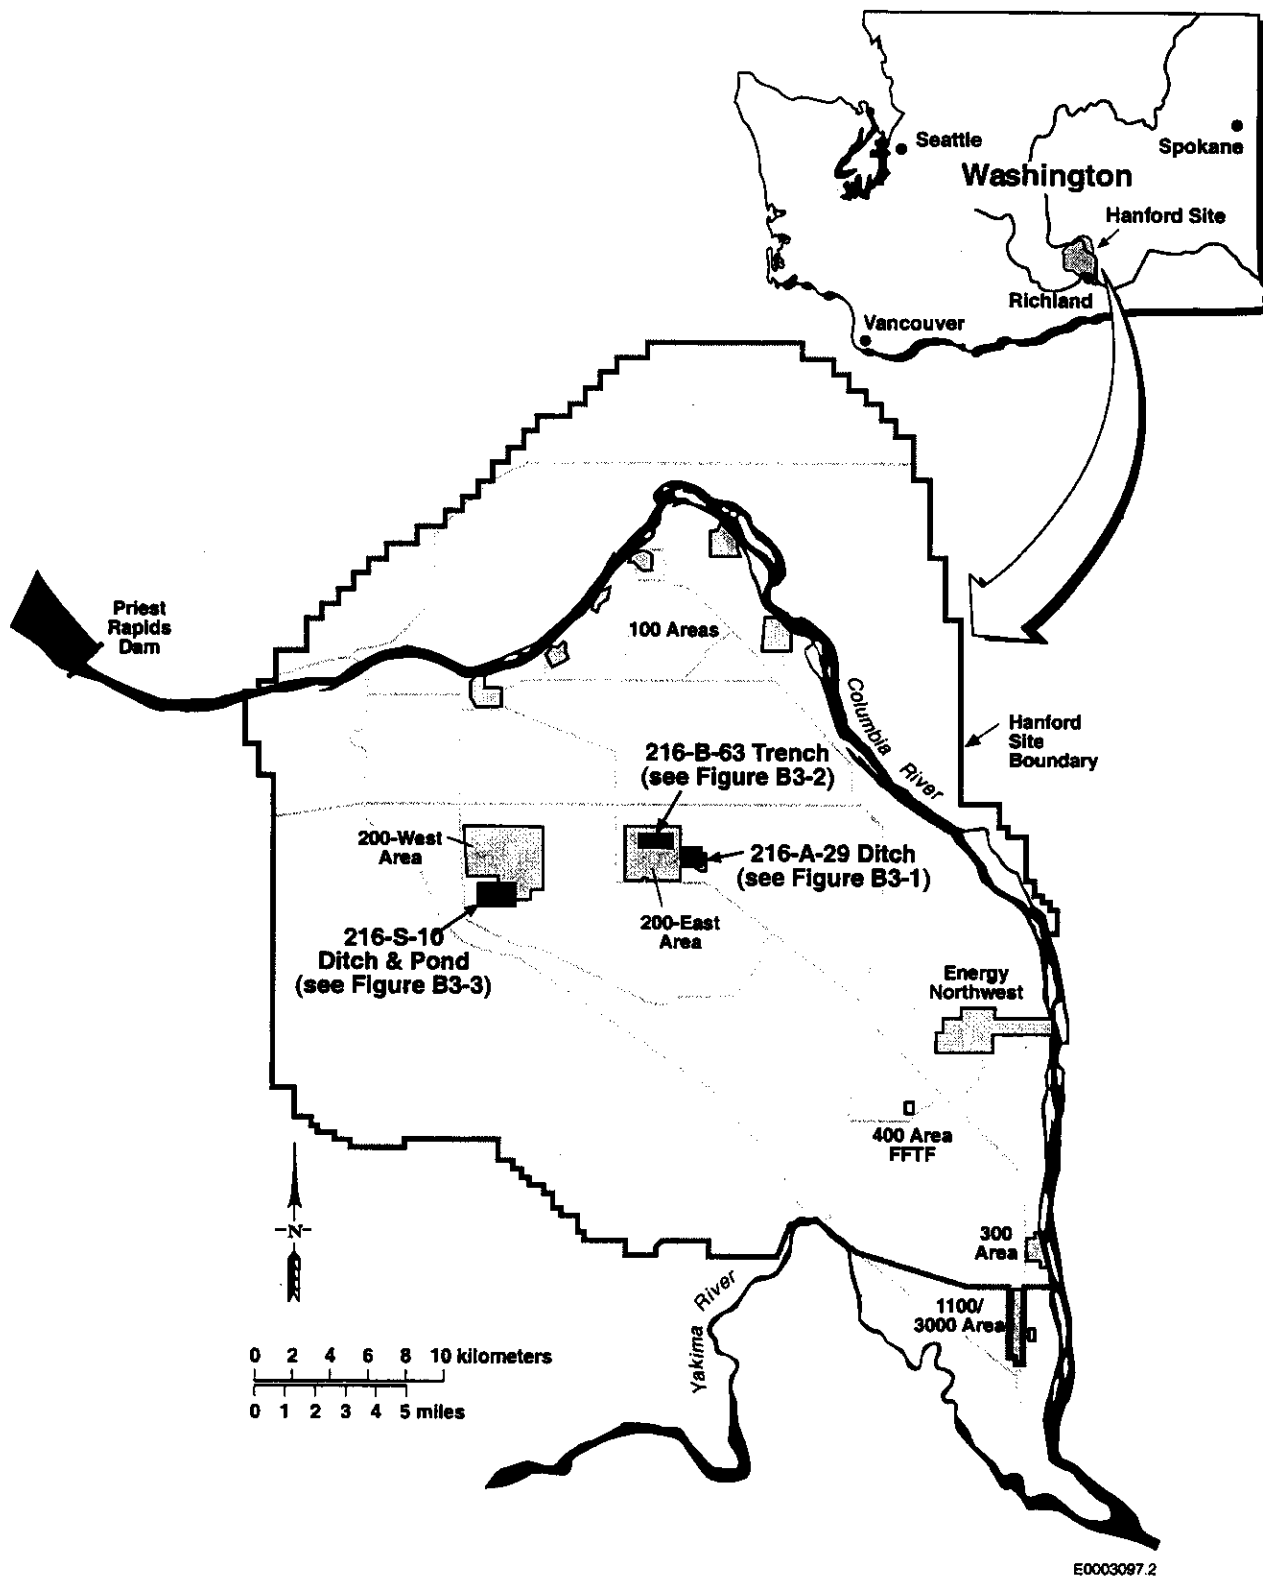 Seattle
Spokane
Washington
Hanford Site
Richland
Vancouver
Priest
Rapids
Dam
100 Areas
Columbia
River
Hanford
Site
Boundary
216-B-63 Trench
(see Figure B3-2)
200-West
Area
216-A-29 Ditch
(see Figure B3-1)
200-East
Area
216-S-10
Ditch & Pond
(see Figure B3-3)
Energy
Northwest
400 Area
FFTF
N
300
Area
Yakima River
1100/
3000 Area
0 2 4 6 8 10 kilometers
0 1 2 3 4 5 miles
E0003097.2